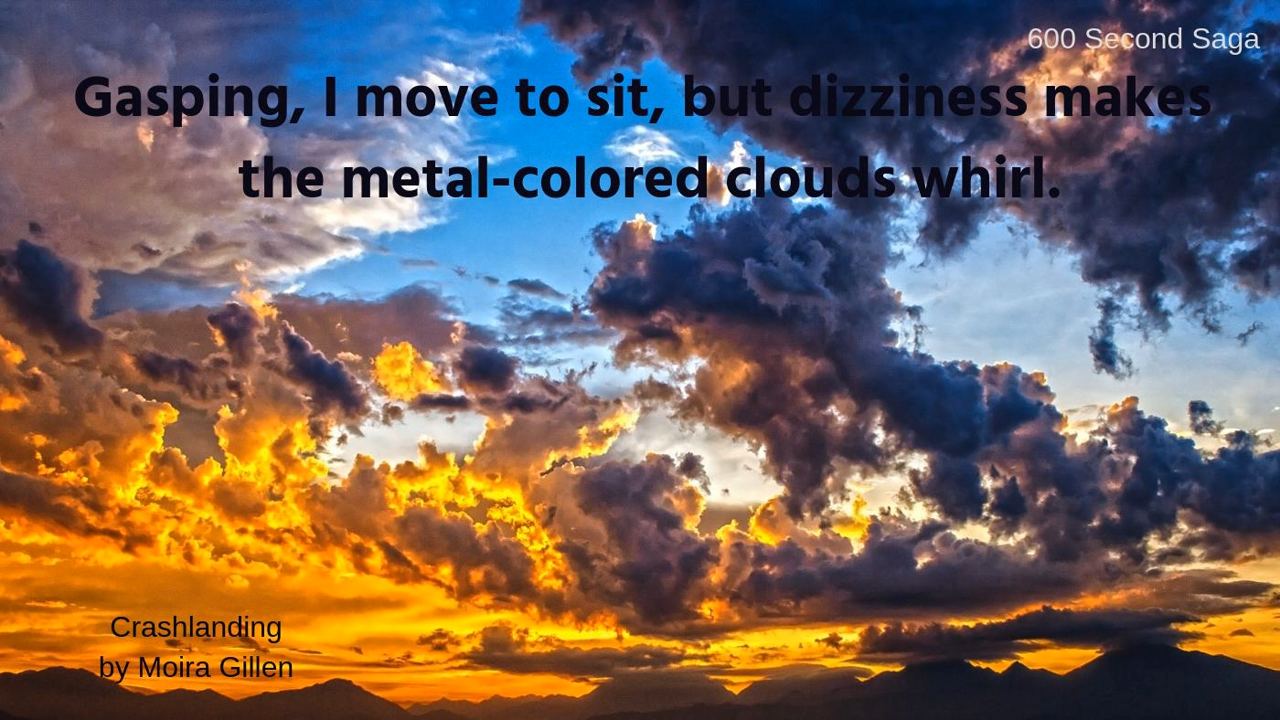 600 Second Saga
Gasping, I move to sit, but dizziness makes
the metal-colored clouds whirl.
Crashlanding
by Moira Gillen